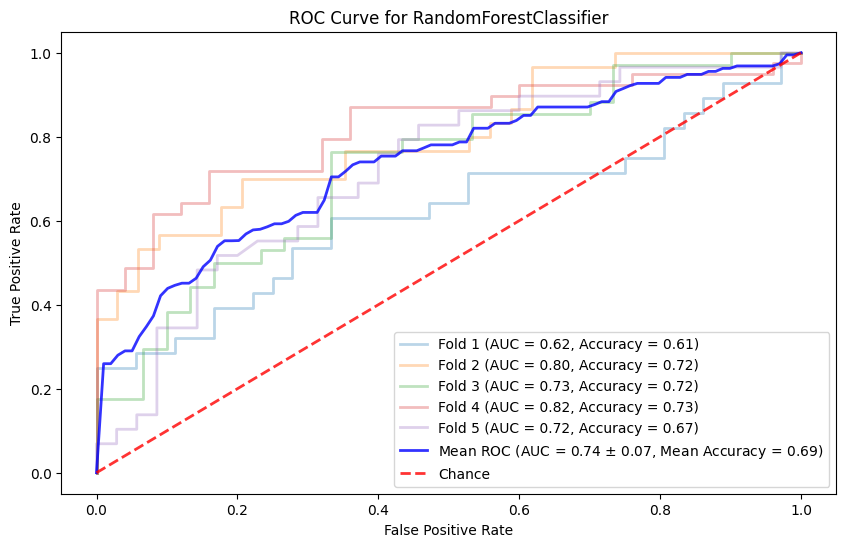 ROC Curve for RandomForestClassifier
1.0
0.8
0.6
0.4
0.2
0.0
True Positive Rate
Fold 1 (AUC = 0.62, Accuracy = 0.61)
Fold 2 (AUC = 0.80, Accuracy = 0.72)
Fold 3 (AUC = 0.73, Accuracy = 0.72)
Fold 4 (AUC = 0.82, Accuracy = 0.73)
Fold 5 (AUC = 0.72, Accuracy = 0.67)
Mean ROC (AUC = 0.74 ± 0.07, Mean Accuracy = 0.69)
Chance
0.0 0.2 0.4 0.6 0.8 1.0
False Positive Rate